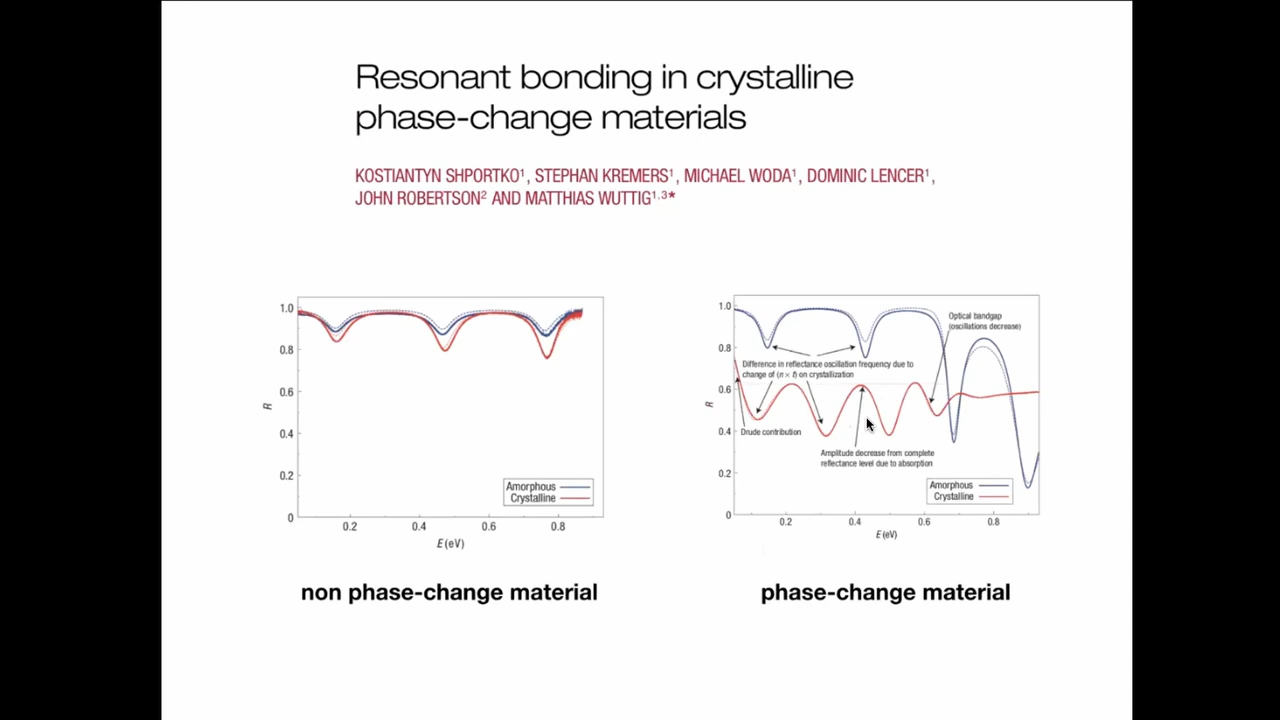 Resonant bonding in crystalline
phase-change materials
KOSTIANTYN SHPORTKO¹, STEPHAN KREMERS¹, MICHAEL WODA¹, DOMINIC LENCER¹,
JOHN ROBERTSON² AND MATTHIAS WUTTIG¹,³*
1.0
0.8
0.6
0.4
0.2
0
R
Amorphous
Crystalline
0.2 0.4 0.6 0.8
E (eV)
non phase-change material
1.0
0.8
0.6
0.4
0.2
0
R
Optical bandgap
(oscillations decrease)
Difference in reflectance oscillation frequency due to
change of (n × t) on crystallization
Drude contribution
Amplitude decrease from complete
reflectance level due to absorption
Amorphous
Crystalline
0.2 0.4 0.6 0.8
E (eV)
phase-change material